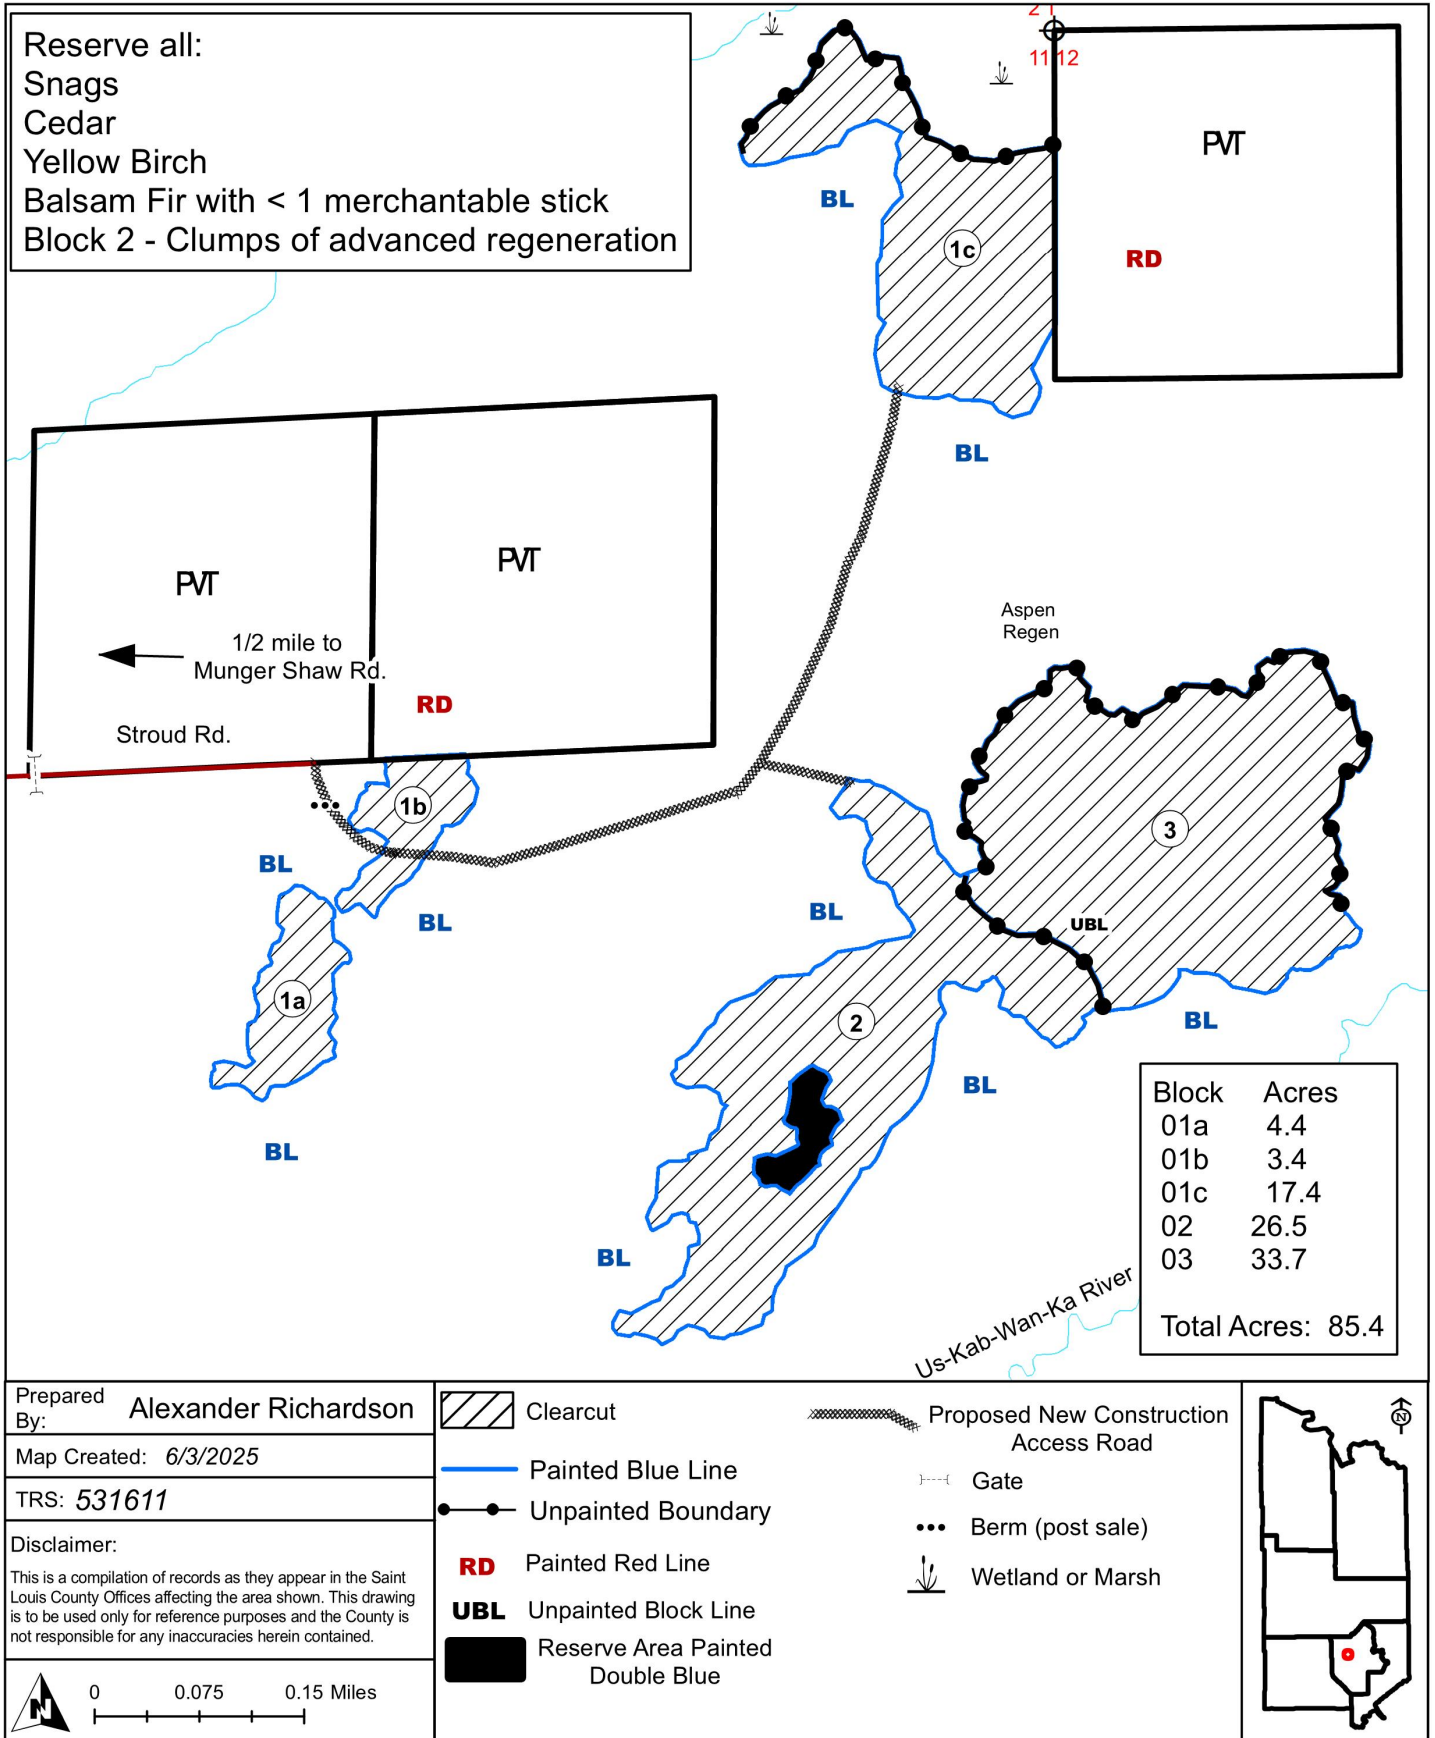 Reserve all:
Snags
Cedar
Yellow Birch
Balsam Fir with < 1 merchantable stick
Block 2 - Clumps of advanced regeneration
2 1
11 12
PVT
BL
1c
RD
BL
PVT
PVT
1/2 mile to
Munger Shaw Rd.
RD
Stroud Rd.
Aspen
Regen
1b
3
BL
BL
BL
UBL
1a
2
BL
BL
BL
BL
Block Acres
01a 4.4
01b 3.4
01c 17.4
02 26.5
03 33.7
Total Acres: 85.4
Us-Kab-Wan-Ka River
Prepared
By: Alexander Richardson
Map Created: 6/3/2025
TRS: 531611
Disclaimer:
This is a compilation of records as they appear in the Saint
Louis County Offices affecting the area shown. This drawing
is to be used only for reference purposes and the County is
not responsible for any inaccuracies herein contained.
N
0 0.075 0.15 Miles
Clearcut
Painted Blue Line
Unpainted Boundary
RD Painted Red Line
UBL Unpainted Block Line
Reserve Area Painted
Double Blue
Proposed New Construction
Access Road
Gate
Berm (post sale)
Wetland or Marsh
N